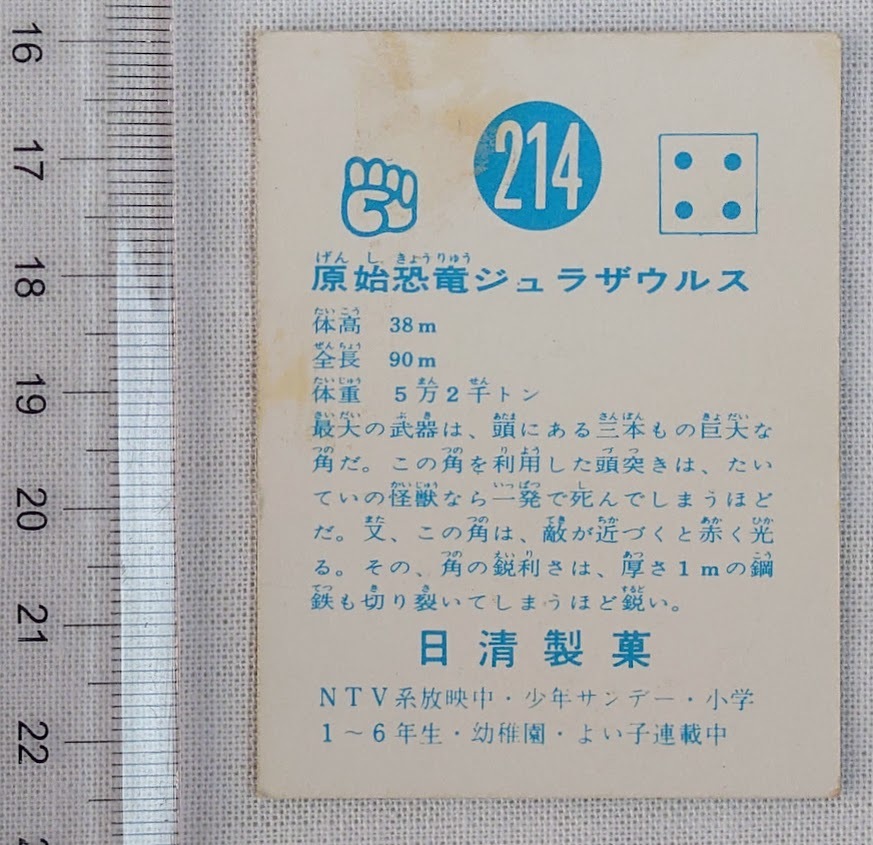 16
17
18
19
20
21
22
214
原始恐竜ジュラザウルス
体高 38m
全長 90m
体重 5万2千トン
最大の武器は、頭にある三本もの巨大な
角だ。この角を利用した頭突きは、たい
ていの怪獣なら一発で死んでしまうほど
だ。又、この角は、敵が近づくと赤く光
る。その、角の鋭利さは、厚さ1mの鋼
鉄も切り裂いてしまうほど鋭い。
日清製菓
NTV系放映中・少年サンデー・小学
1～6年生・幼稚園・よい子連載中